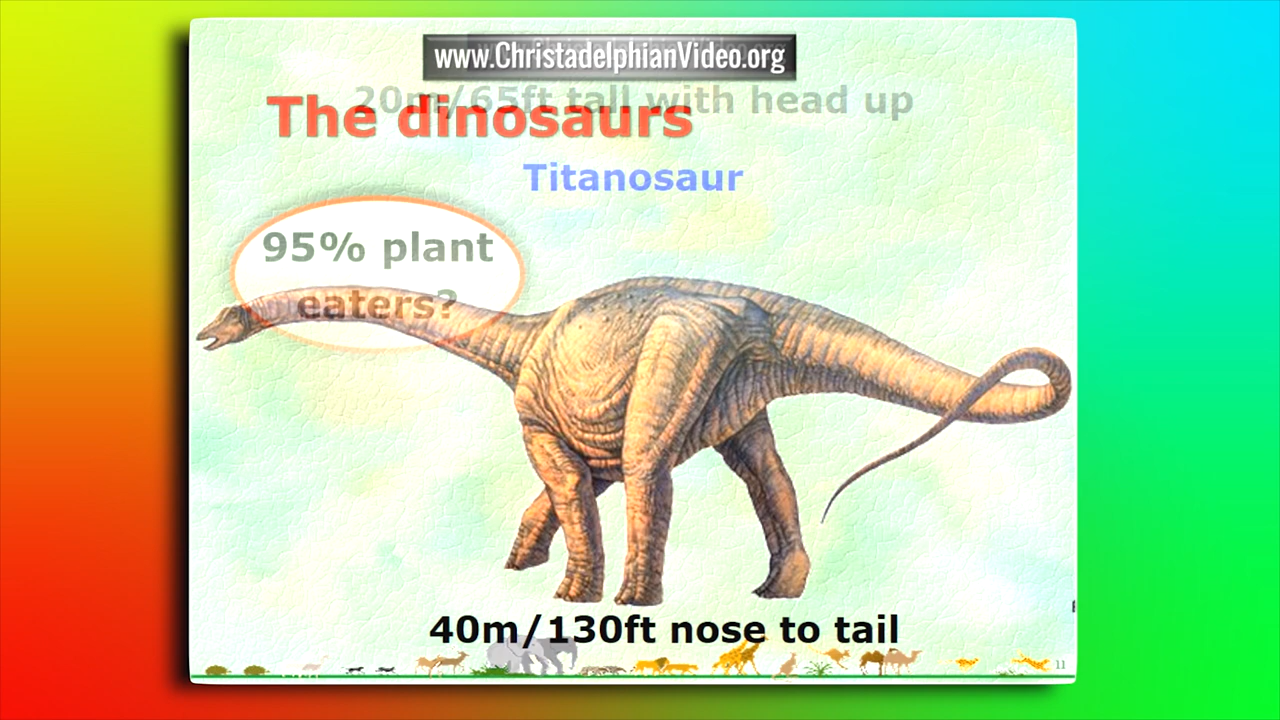 www.ChristadelphianVideo.org
20m/65ft tall with head up
The dinosaurs
Titanosaur
95% plant
eaters?
40m/130ft nose to tail
11